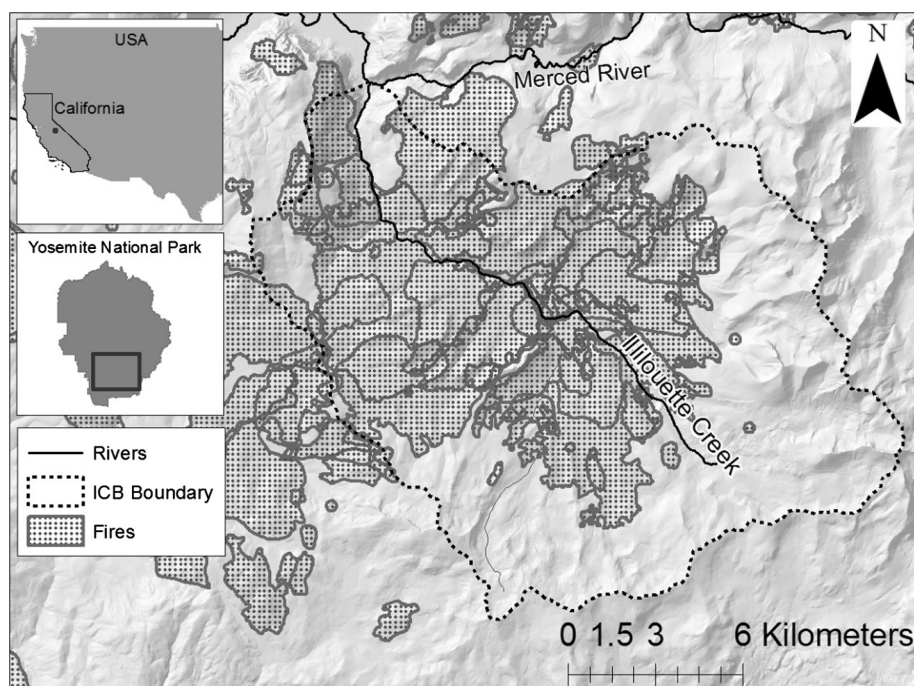 USA
California
Yosemite National Park
Rivers
ICB Boundary
Fires
Merced River
N
Illilouette Creek
0 1.5 3 6 Kilometers